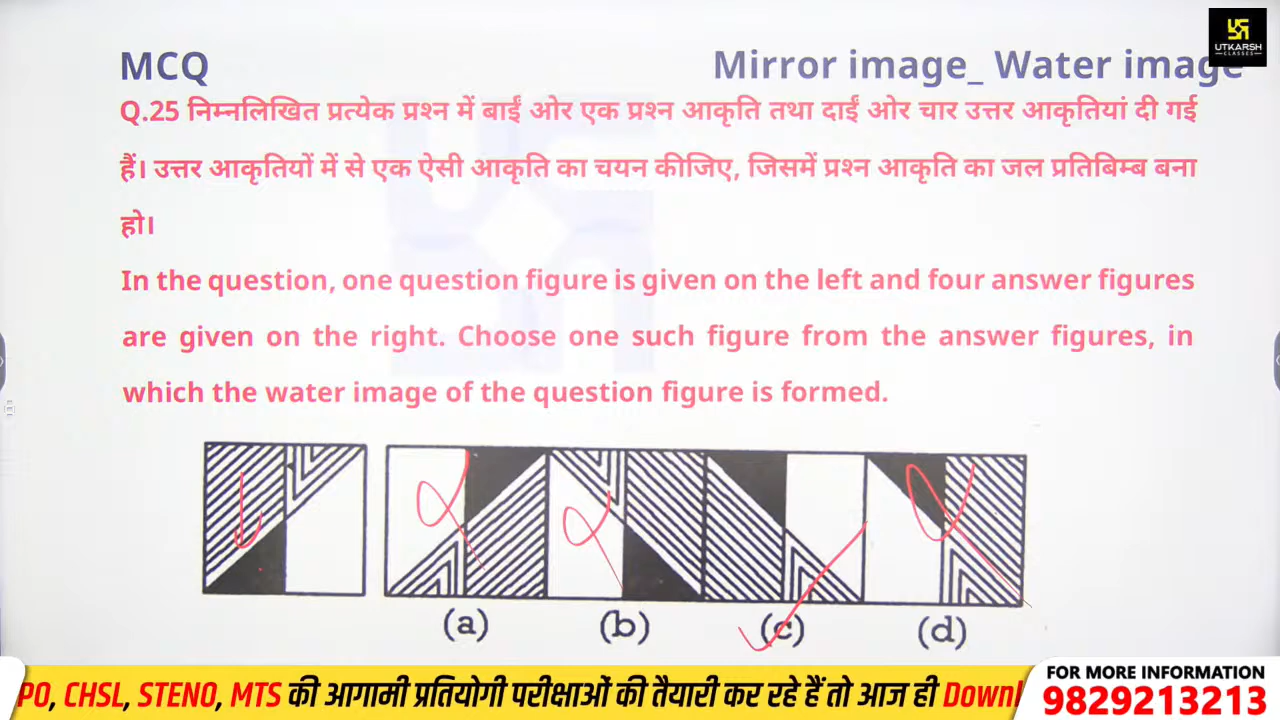 UTKARSH
CLASSES
MCQ
Mirror image_ Water image
Q.25 निम्नलिखित प्रत्येक प्रश्न में बाईं ओर एक प्रश्न आकृति तथा दाईं ओर चार उत्तर आकृतियां दी गई
हैं। उत्तर आकृतियों में से एक ऐसी आकृति का चयन कीजिए, जिसमें प्रश्न आकृति का जल प्रतिबिम्ब बना
हो।
In the question, one question figure is given on the left and four answer figures
are given on the right. Choose one such figure from the answer figures, in
which the water image of the question figure is formed.
(a) (b) (c) (d)
PO, CHSL, STENO, MTS की आगामी प्रतियोगी परीक्षाओं की तैयारी कर रहे हैं तो आज ही Downl
FOR MORE INFORMATION
9829213213